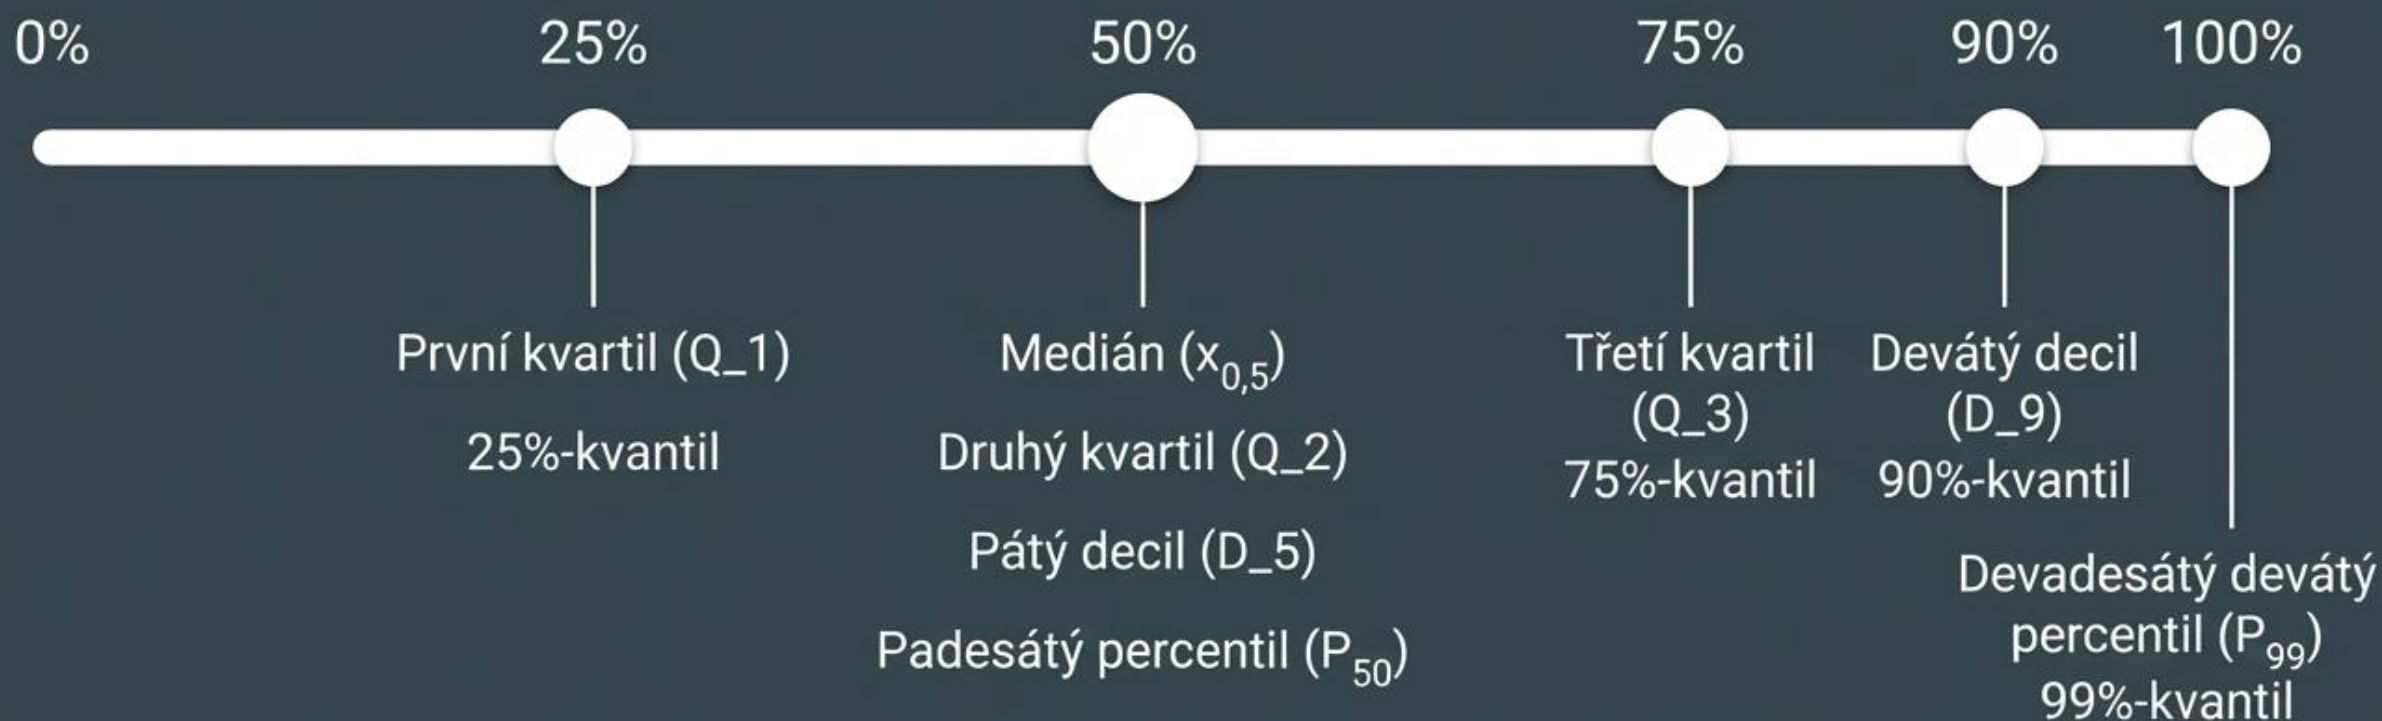 0%
25%
50%
75%
90%
100%
První kvartil (Q_1)
25%-kvantil
Medián (x0,5)
Druhý kvartil (Q_2)
Pátý decil (D_5)
Padesátý percentil (P50)
Třetí kvartil
(Q_3)
75%-kvantil
Devátý decil
(D_9)
90%-kvantil
Devadesátý devátý
percentil (P99)
99%-kvantil